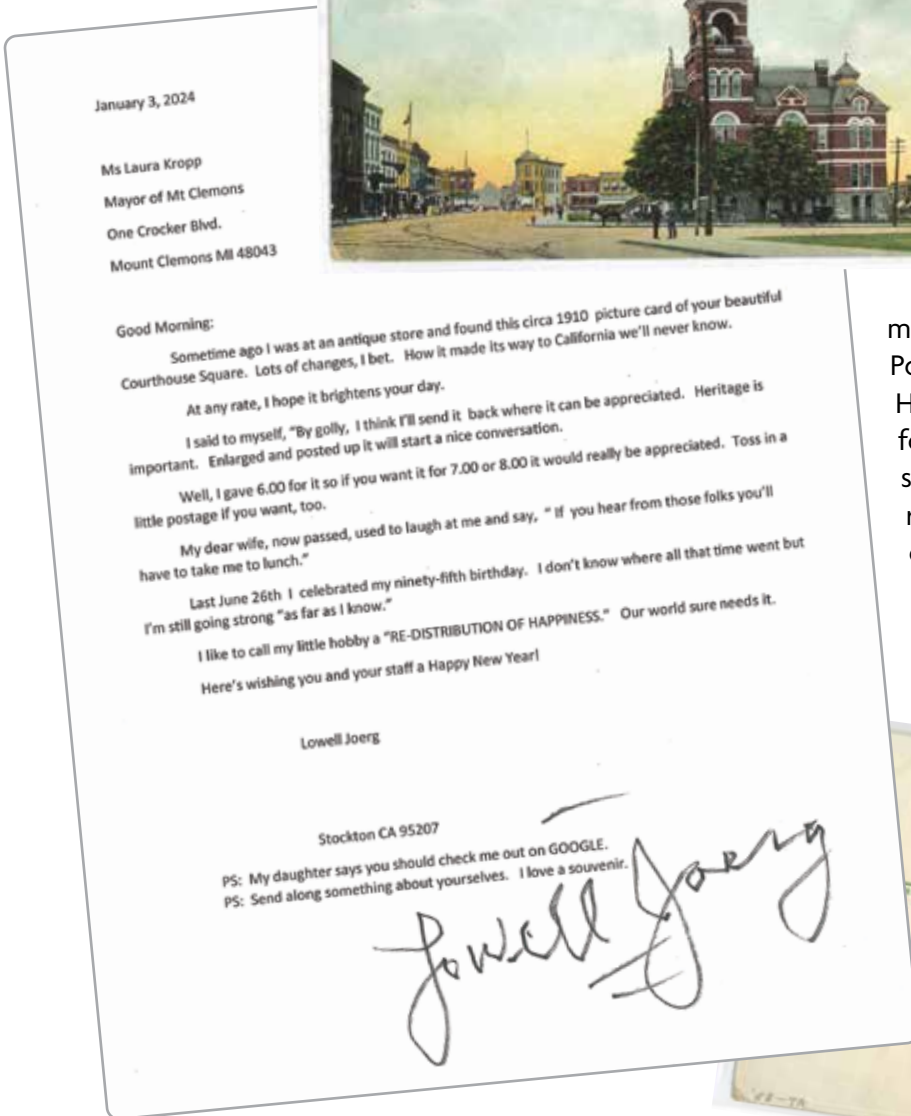 January 3, 2024
Ms Laura Kropp
Mayor of Mt Clemons
One Crocker Blvd.
Mount Clemons MI 48043
Good Morning:
Sometime ago I was at an antique store and found this circa 1910 picture card of your beautiful
Courthouse Square. Lots of changes, I bet. How it made its way to California we'll never know.
At any rate, I hope it brightens your day.
I said to myself, "By golly, I think I'll send it back where it can be appreciated. Heritage is
important. Enlarged and posted up it will start a nice conversation.
Well, I gave 6.00 for it so if you want it for 7.00 or 8.00 it would really be appreciated. Toss in a
little postage if you want, too.
My dear wife, now passed, used to laugh at me and say, " If you hear from those folks you'll
have to take me to lunch."
Last June 26th I celebrated my ninety-fifth birthday. I don't know where all that time went but
I'm still going strong "as far as I know."
I like to call my little hobby a "RE-DISTRIBUTION OF HAPPINESS." Our world sure needs it.
Here's wishing you and your staff a Happy New Year!
Lowell Joerg
Stockton CA 95207
PS: My daughter says you should check me out on GOOGLE.
PS: Send along something about yourselves. I love a souvenir.
Lowell Joerg